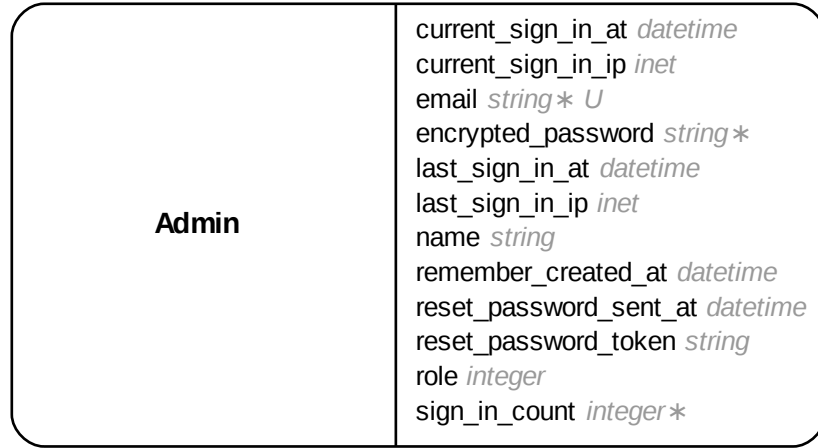 Admin
current_sign_in_at datetime
current_sign_in_ip inet
email string∗ U
encrypted_password string∗
last_sign_in_at datetime
last_sign_in_ip inet
name string
remember_created_at datetime
reset_password_sent_at datetime
reset_password_token string
role integer
sign_in_count integer∗